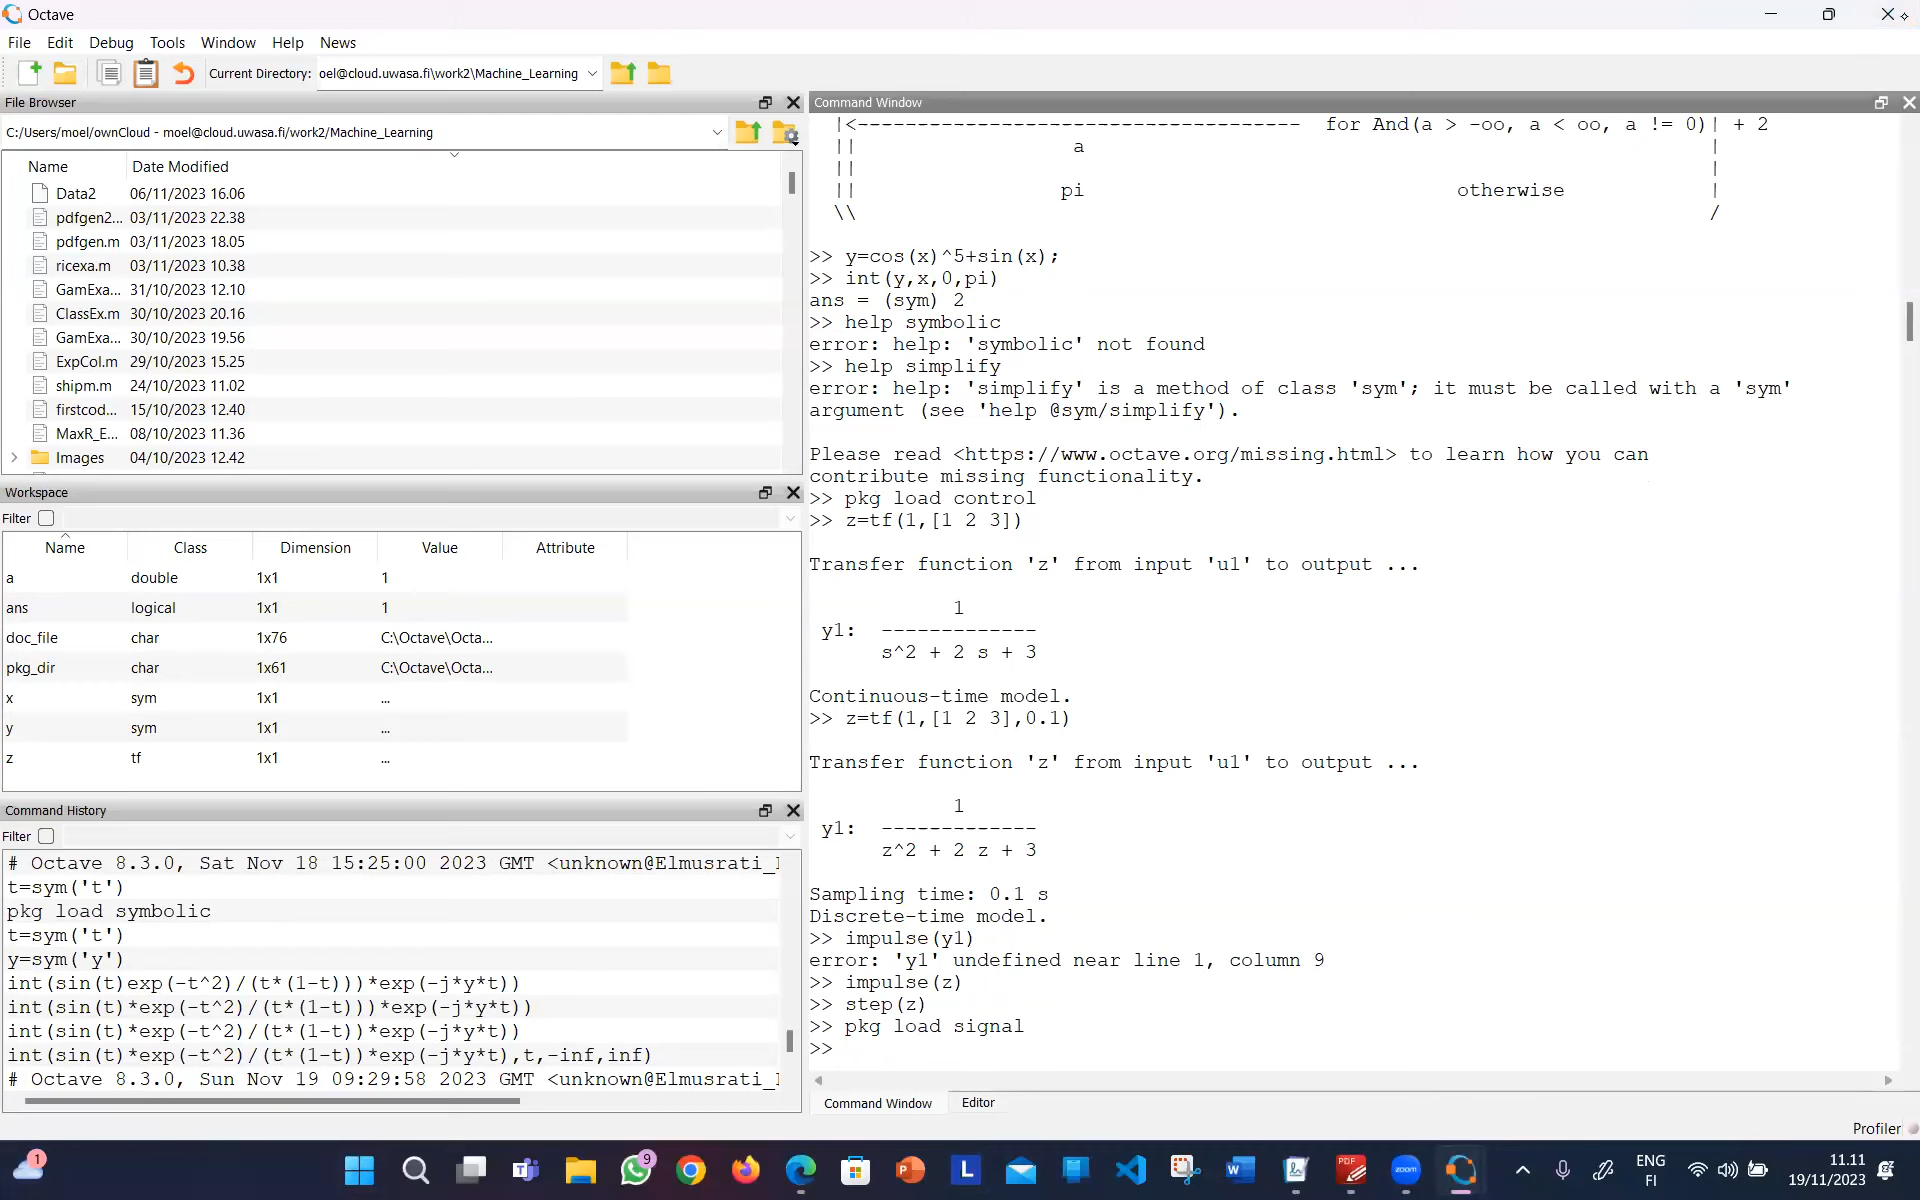 Octave
File Edit Debug Tools Window Help News
Current Directory: oel@cloud.uwasa.fi\work2\Machine_Learning
File Browser
C:/Users/moel/ownCloud - moel@cloud.uwasa.fi/work2/Machine_Learning
Name Date Modified
Data2 06/11/2023 16.06
pdfgen2... 03/11/2023 22.38
pdfgen.m 03/11/2023 18.05
ricexa.m 03/11/2023 10.38
GamExa... 31/10/2023 12.10
ClassEx.m 30/10/2023 20.16
GamExa... 30/10/2023 19.56
ExpCol.m 29/10/2023 15.25
shipm.m 24/10/2023 11.02
firstcod... 15/10/2023 12.40
MaxR_E... 08/10/2023 11.36
Images 04/10/2023 12.42
Workspace
Filter
Name Class Dimension Value Attribute
a double 1x1 1
ans logical 1x1 1
doc_file char 1x76 C:\Octave\Octa...
pkg_dir char 1x61 C:\Octave\Octa...
x sym 1x1 ...
y sym 1x1 ...
z tf 1x1 ...
Command History
Filter
# Octave 8.3.0, Sat Nov 18 15:25:00 2023 GMT <unknown@Elmusrati_
t=sym('t')
pkg load symbolic
t=sym('t')
y=sym('y')
int(sin(t)exp(-t^2)/(t*(1-t)))*exp(-j*y*t))
int(sin(t)*exp(-t^2)/(t*(1-t)))*exp(-j*y*t))
int(sin(t)*exp(-t^2)/(t*(1-t))*exp(-j*y*t))
int(sin(t)*exp(-t^2)/(t*(1-t))*exp(-j*y*t),t,-inf,inf)
# Octave 8.3.0, Sun Nov 19 09:29:58 2023 GMT <unknown@Elmusrati_
Command Window
|<------------------------------------- for And(a > -oo, a < oo, a != 0)| + 2
|| a |
|| |
|| pi otherwise |
\\ /
>> y=cos(x)^5+sin(x);
>> int(y,x,0,pi)
ans = (sym) 2
>> help symbolic
error: help: 'symbolic' not found
>> help simplify
error: help: 'simplify' is a method of class 'sym'; it must be called with a 'sym'
argument (see 'help @sym/simplify').
Please read <https://www.octave.org/missing.html> to learn how you can
contribute missing functionality.
>> pkg load control
>> z=tf(1,[1 2 3])
Transfer function 'z' from input 'u1' to output ...
1
y1: -------------
s^2 + 2 s + 3
Continuous-time model.
>> z=tf(1,[1 2 3],0.1)
Transfer function 'z' from input 'u1' to output ...
1
y1: -------------
z^2 + 2 z + 3
Sampling time: 0.1 s
Discrete-time model.
>> impulse(y1)
error: 'y1' undefined near line 1, column 9
>> impulse(z)
>> step(z)
>> pkg load signal
>>
Command Window Editor
Profiler
1
9
L
PDF
zoom
ENG
FI
11.11
19/11/2023